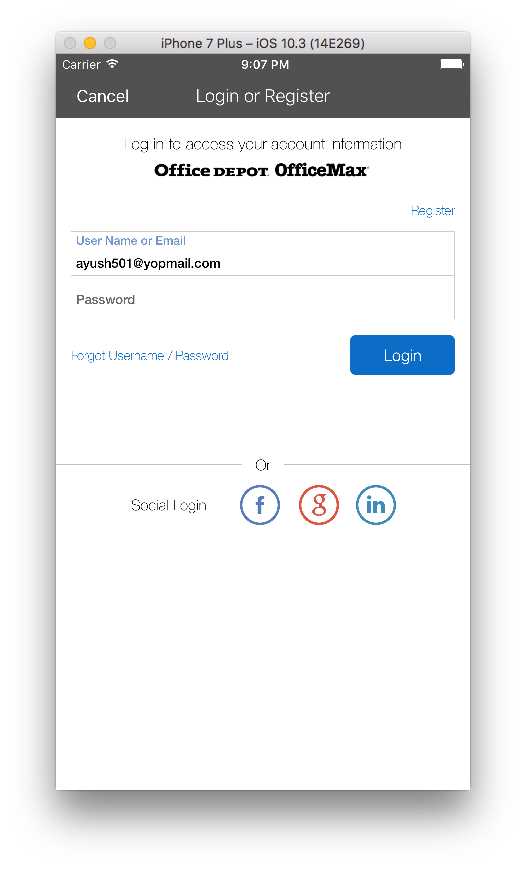 iPhone 7 Plus – iOS 10.3 (14E269)
Carrier 9:07 PM
Cancel Login or Register
Log in to access your account information
Office DEPOT. OfficeMax®
Register
User Name or Email
ayush501@yopmail.com
Password
Forgot Username / Password Login
Or
Social Login f g in